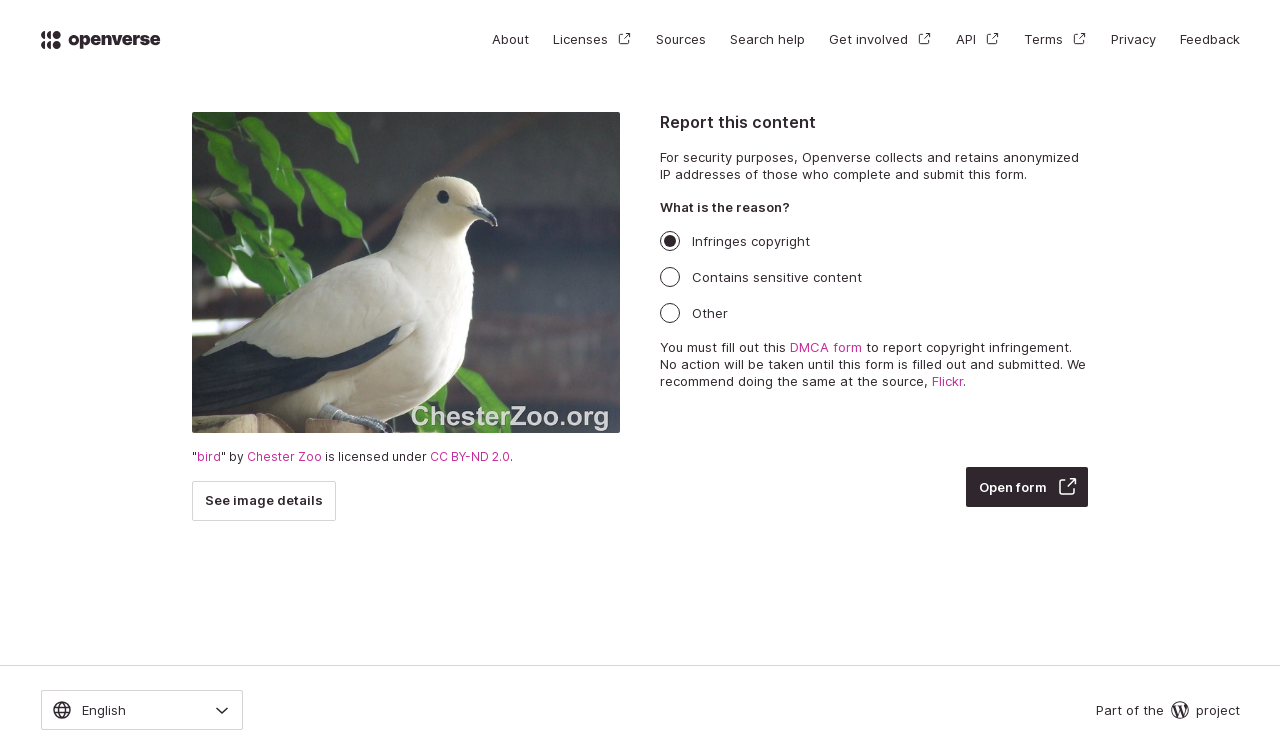 openverse
About
Licenses
Sources
Search help
Get involved
API
Terms
Privacy
Feedback
ChesterZoo.org
"bird" by Chester Zoo is licensed under CC BY-ND 2.0.
See image details
Report this content
For security purposes, Openverse collects and retains anonymized
IP addresses of those who complete and submit this form.
What is the reason?
Infringes copyright
Contains sensitive content
Other
You must fill out this DMCA form to report copyright infringement.
No action will be taken until this form is filled out and submitted. We
recommend doing the same at the source, Flickr.
Open form
English
Part of the project